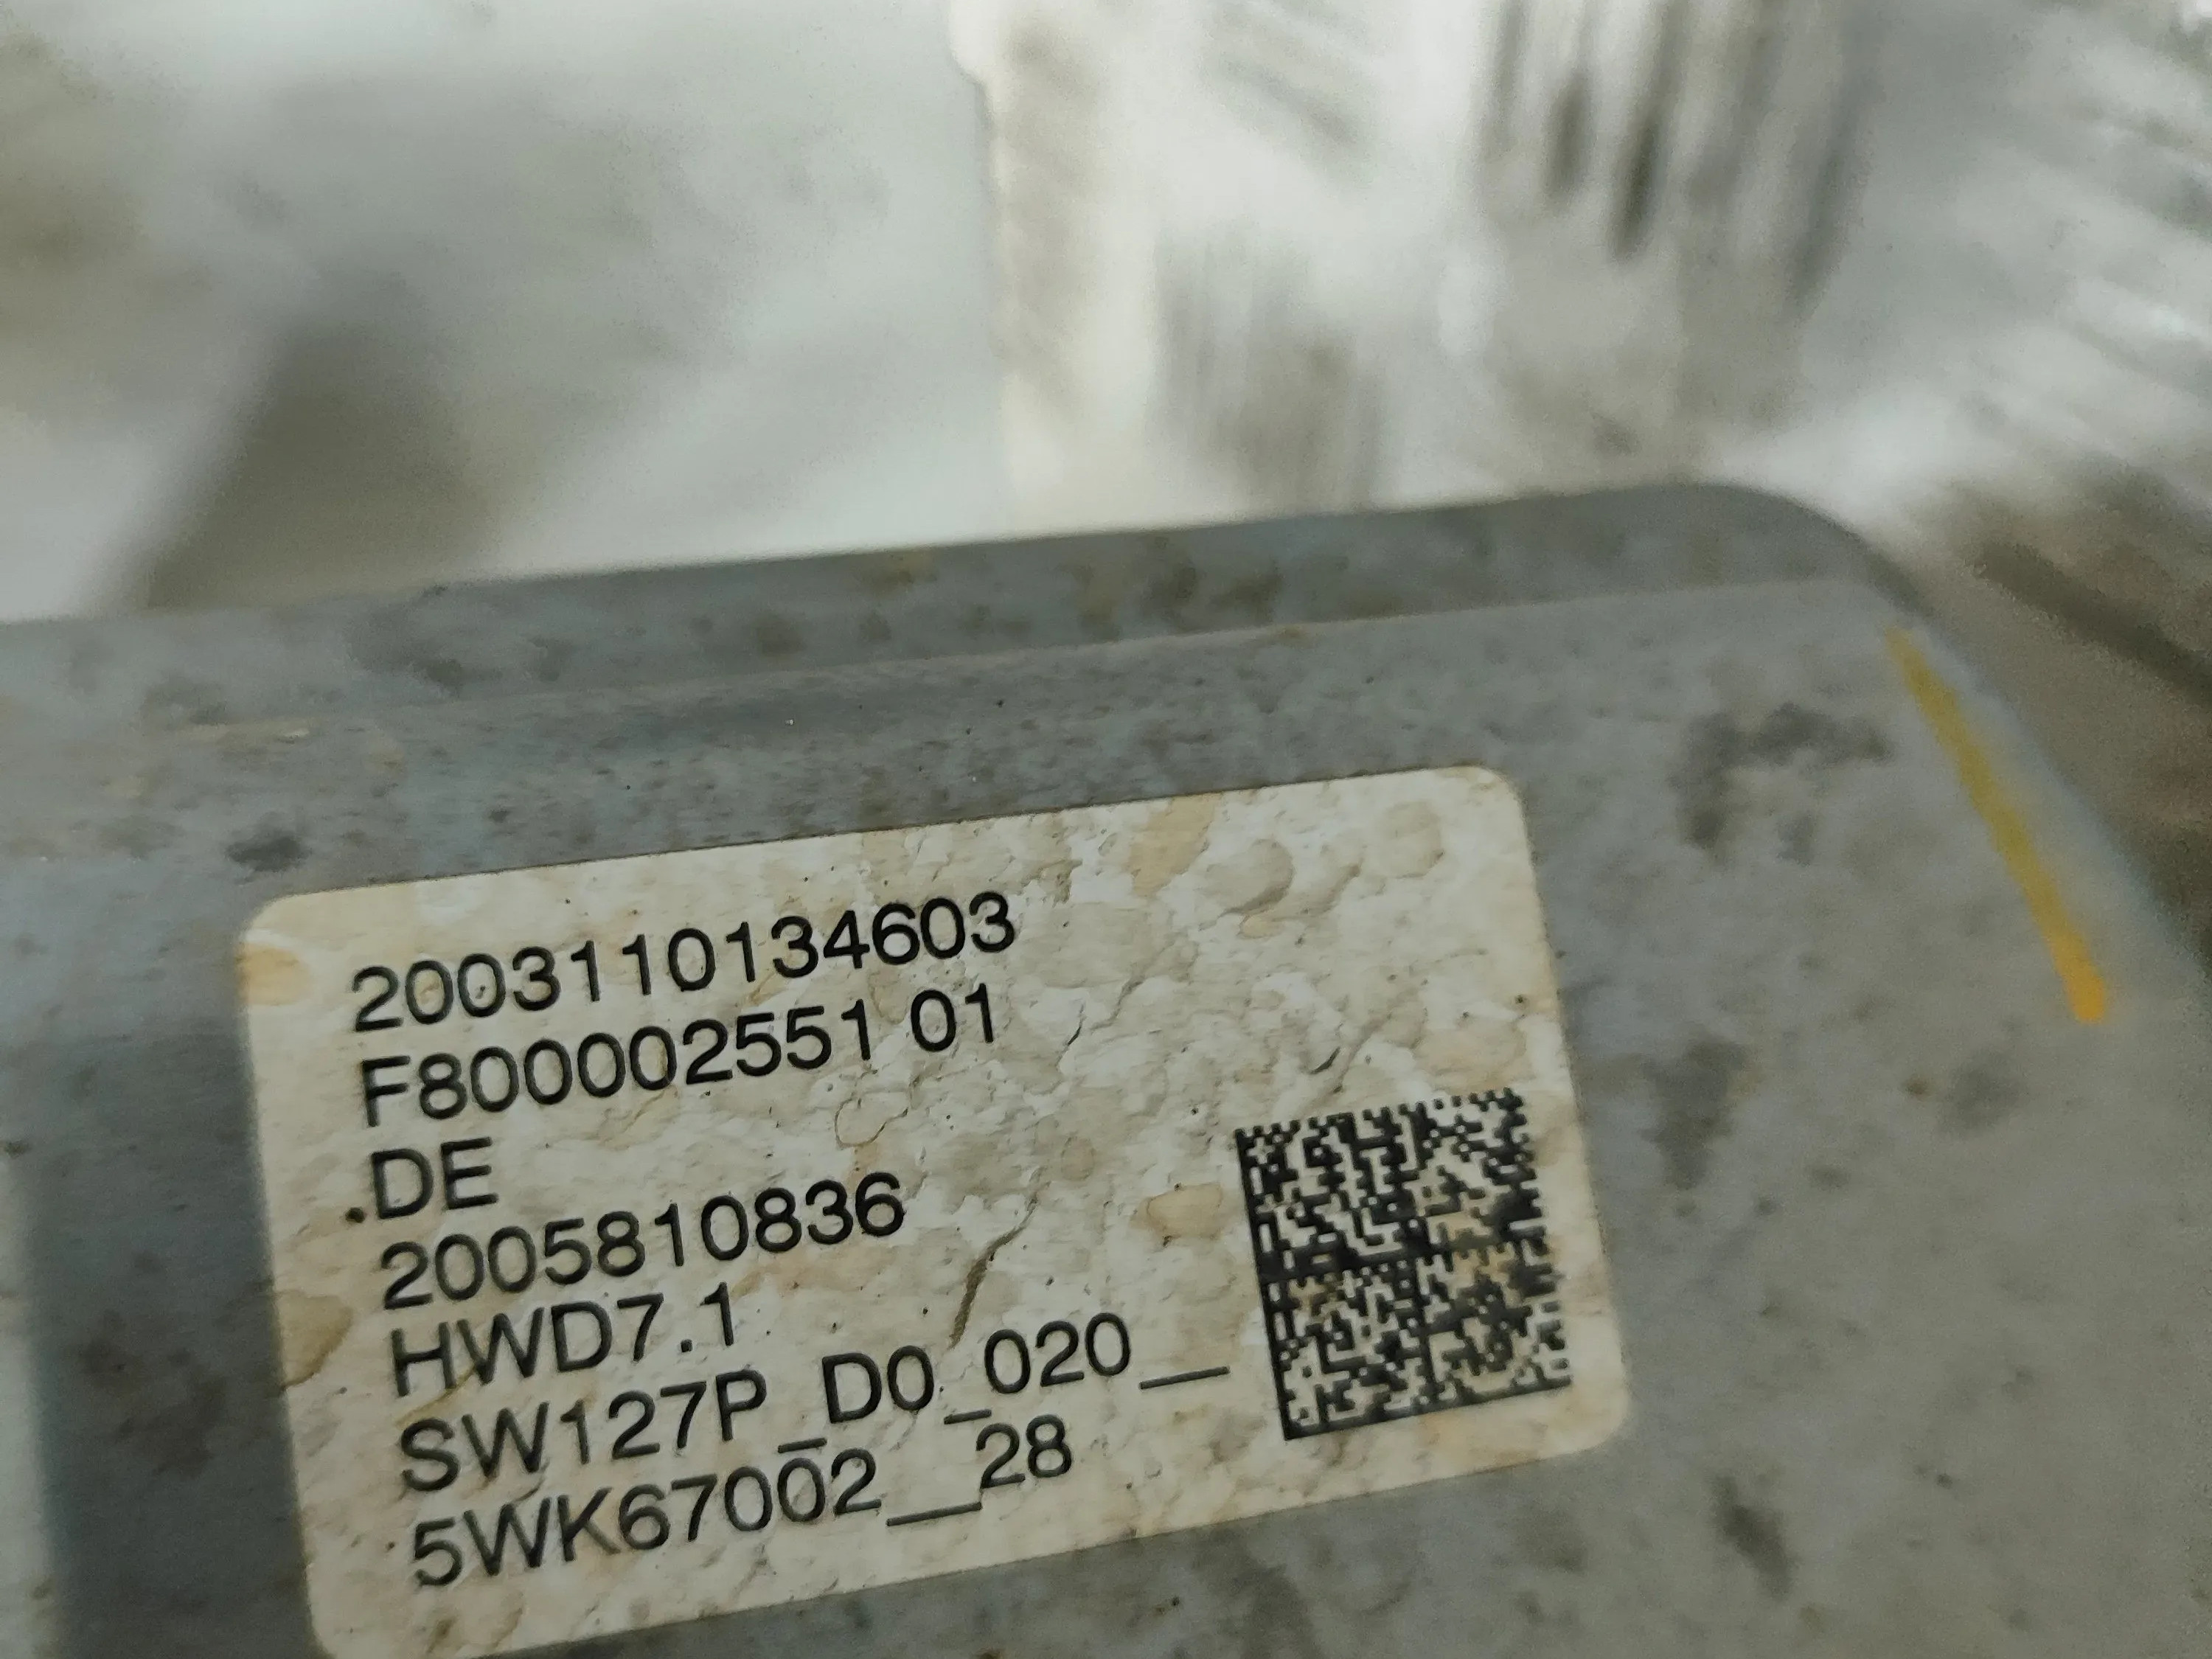 2003110134603
F800002551 01
.DE
2005810836
HWD7.1
SW127P_D0_020__
5WK67002__28